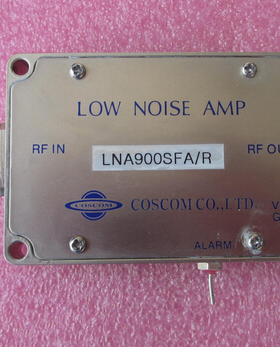 LOW NOISE AMP
RF IN LNA900SFA/R RF OU
COSCOM COSCOM CO., LTD. V
G
ALARM